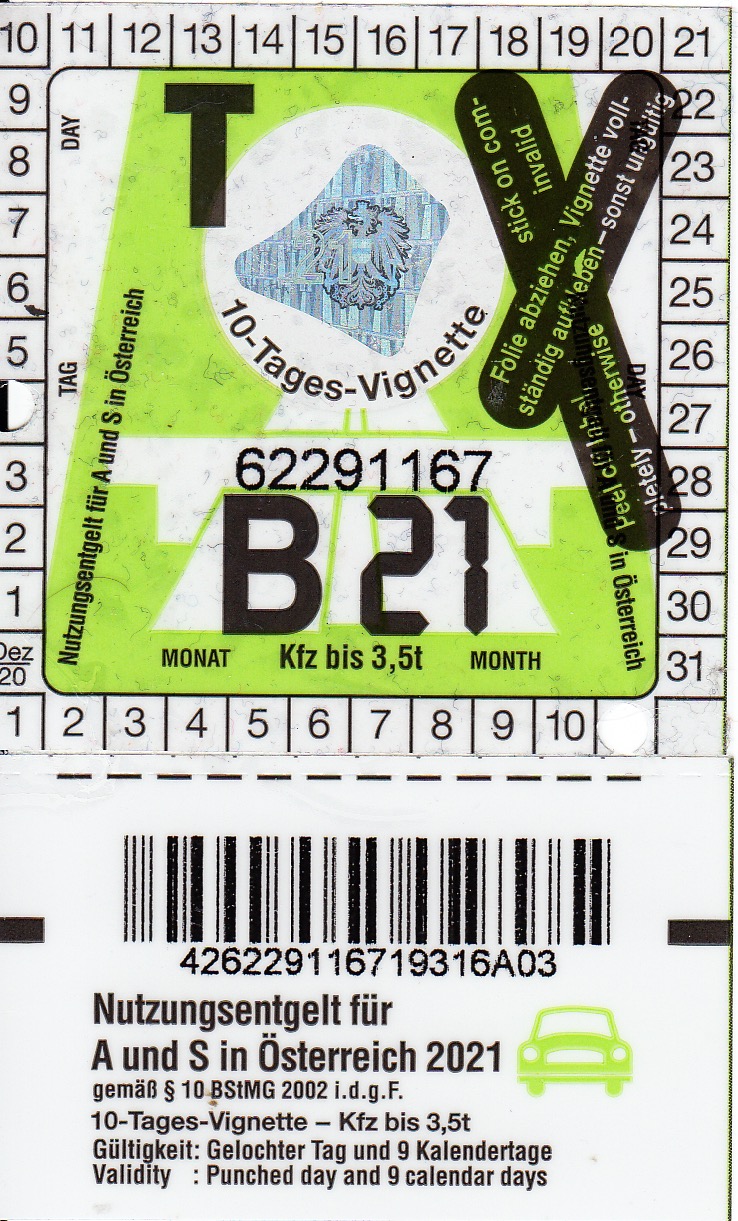 10 11 12 13 14 15 16 17 18 19 20 21
9
8
7
6
5
3
2
1
Dez
20
22
23
24
25
26
27
28
29
30
31
DAY
TAG
T
stick on com-
invalid
Folie abziehen, Vignette voll-
ständig aufkleben – sonst ungültig
Peel
pletely – otherwise
DAY
10-Tages-Vignette
Nutzungsentgelt für A und S in Österreich
S in Österreich
62291167
B 21
MONAT Kfz bis 3,5t MONTH
1 2 3 4 5 6 7 8 9 10
426229116719316A03
Nutzungsentgelt für
A und S in Österreich 2021
gemäß § 10 BStMG 2002 i.d.g.F.
10-Tages-Vignette – Kfz bis 3,5t
Gültigkeit: Gelochter Tag und 9 Kalendertage
Validity : Punched day and 9 calendar days